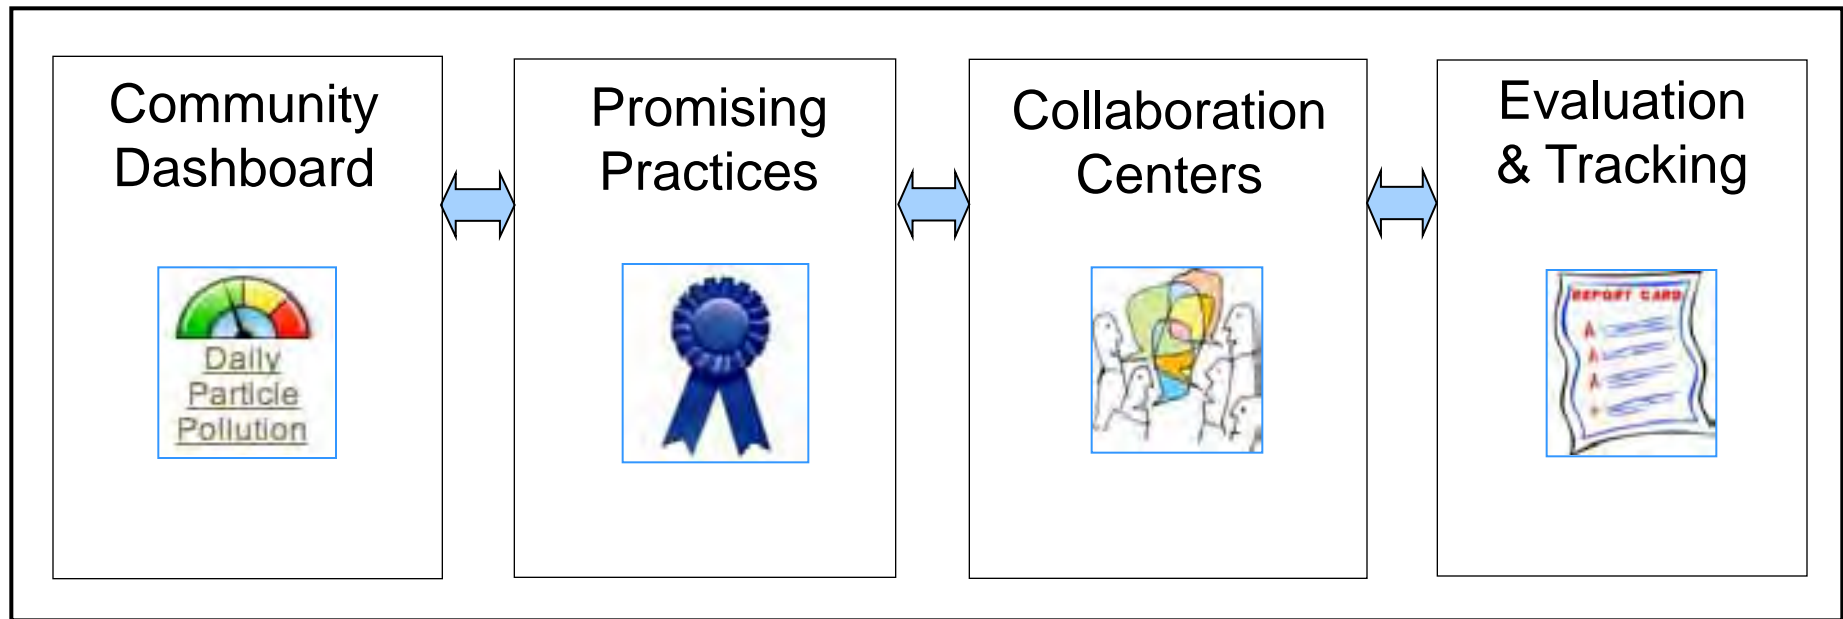 Community
Dashboard
Daily
Particle
Pollution
Promising
Practices
Collaboration
Centers
Evaluation
& Tracking
REPORT CARD
A
A
A